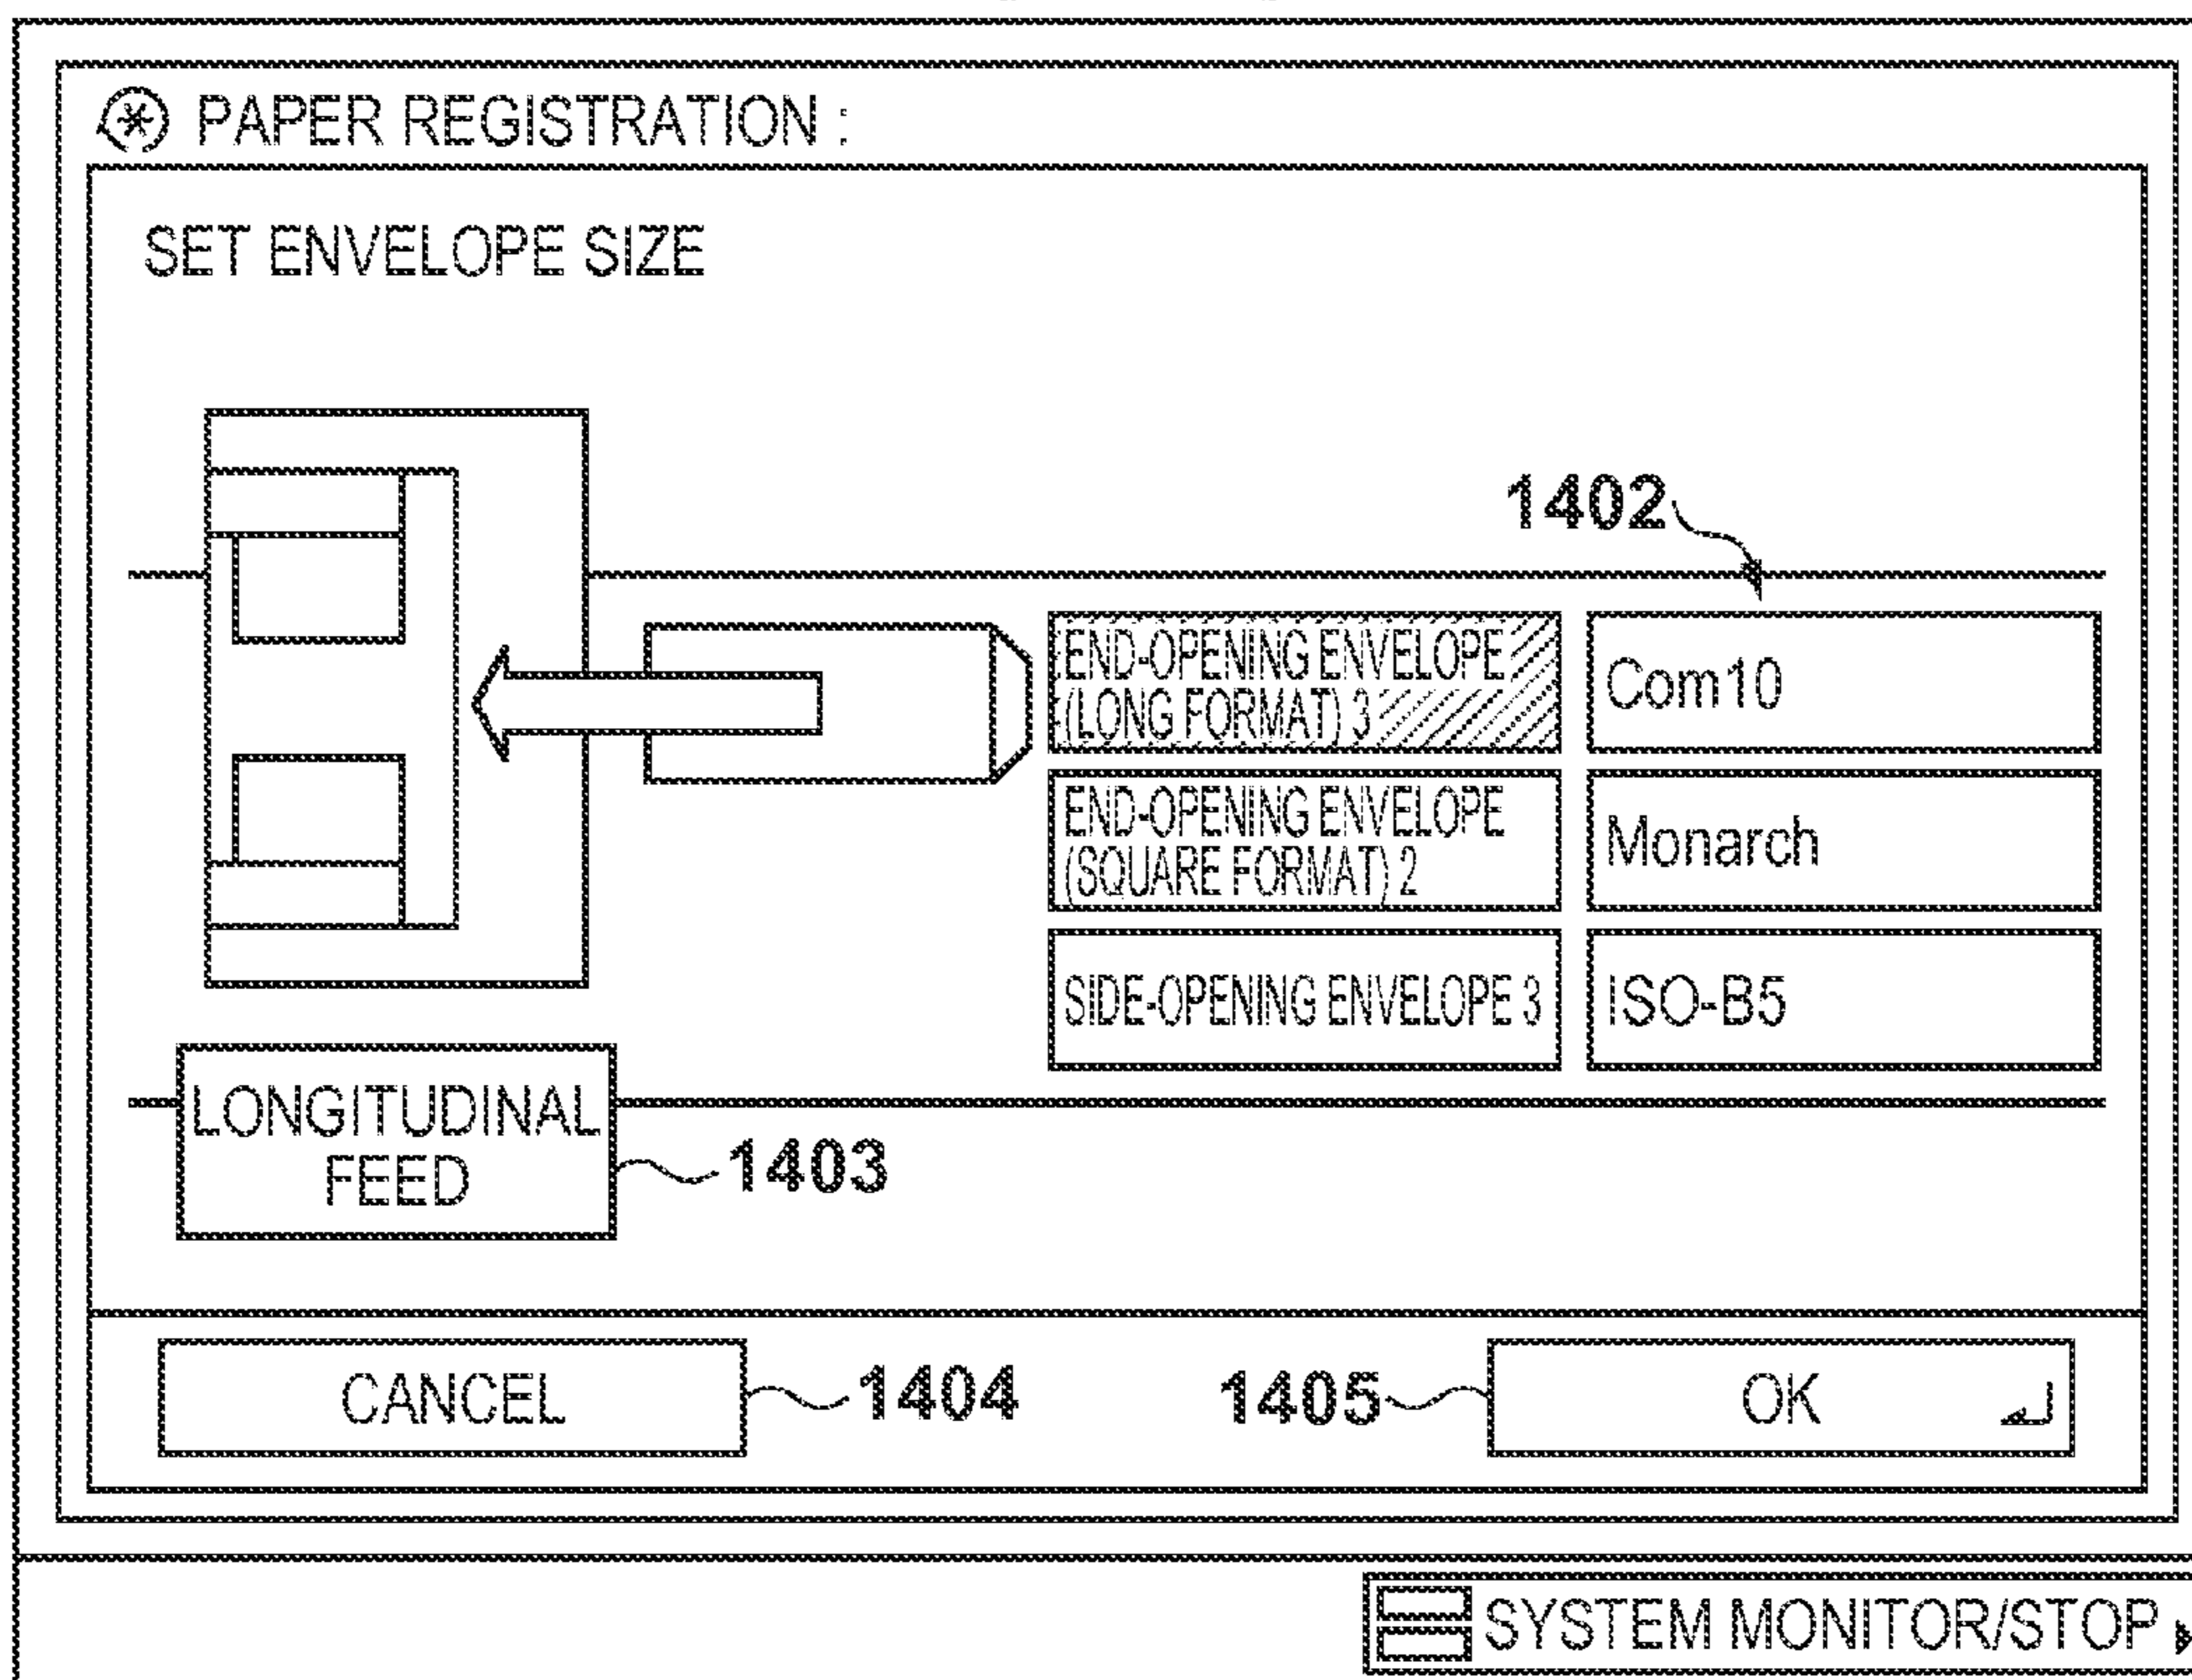 PAPER REGISTRATION :
SET ENVELOPE SIZE
1402
END-OPENING ENVELOPE
(LONG FORMAT) 3
Com10
END-OPENING ENVELOPE
(SQUARE FORMAT) 2
Monarch
SIDE-OPENING ENVELOPE 3
ISO-B5
LONGITUDINAL
FEED
1403
CANCEL
1404
1405
OK
SYSTEM MONITOR/STOP